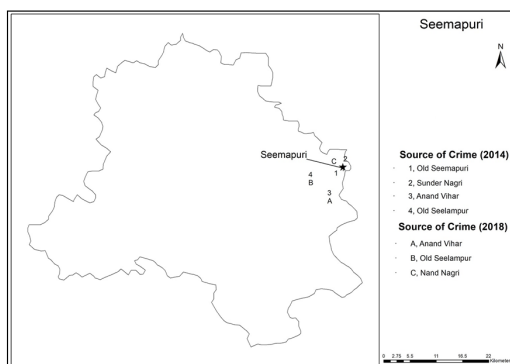 Seemapuri
N
Seemapuri
C 2
1
4
B
3
A
Source of Crime (2014)
1, Old Seemapuri
2, Sunder Nagri
3, Anand Vihar
4, Old Seelampur
Source of Crime (2018)
A, Anand Vihar
B, Old Seelampur
C, Nand Nagri
0 2.75 5.5 11 16.5 22
Kilometers